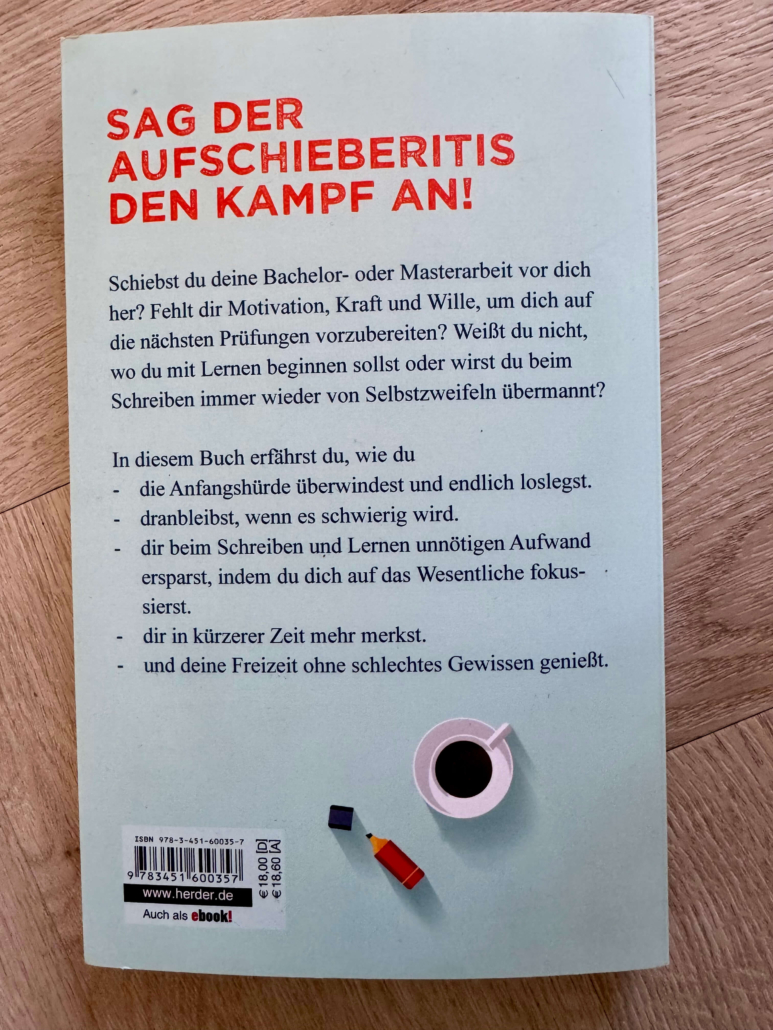 SAG DER
AUFSCHIEBERITIS
DEN KAMPF AN!
Schiebst du deine Bachelor- oder Masterarbeit vor dich
her? Fehlt dir Motivation, Kraft und Wille, um dich auf
die nächsten Prüfungen vorzubereiten? Weißt du nicht,
wo du mit Lernen beginnen sollst oder wirst du beim
Schreiben immer wieder von Selbstzweifeln übermannt?
In diesem Buch erfährst du, wie du
- die Anfangshürde überwindest und endlich loslegst.
- dranbleibst, wenn es schwierig wird.
- dir beim Schreiben und Lernen unnötigen Aufwand
ersparst, indem du dich auf das Wesentliche fokus-
sierst.
- dir in kürzerer Zeit mehr merkst.
- und deine Freizeit ohne schlechtes Gewissen genießt.
ISBN 978-3-451-60035-7
9 783451 600357
www.herder.de
Auch als ebook!
€ 18,00 [D]
€ 18,60 [A]